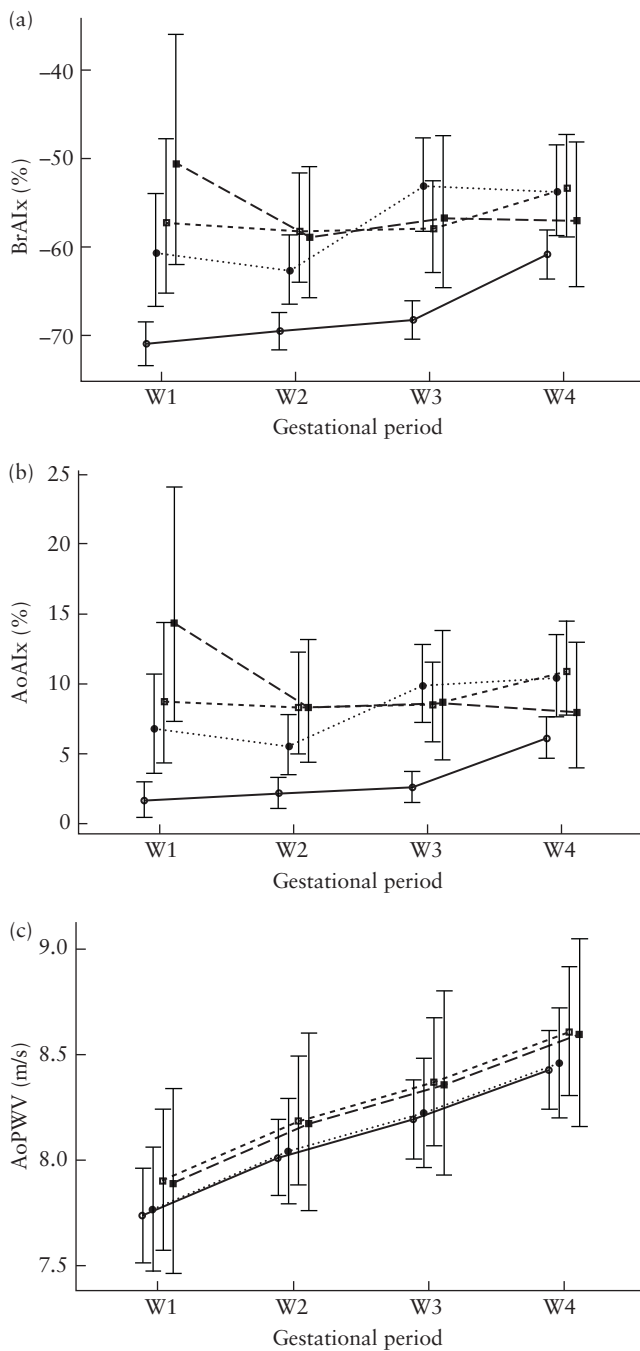 (a)
BrAIx (%)
–40
–50
–60
–70
W1 W2 W3 W4
Gestational period
(b)
AoAIx (%)
25
20
15
10
5
0
W1 W2 W3 W4
Gestational period
(c)
AoPWV (m/s)
9.0
8.5
8.0
7.5
W1 W2 W3 W4
Gestational period